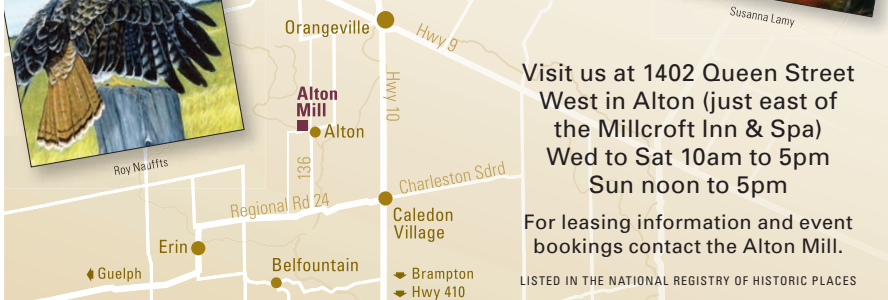 Susanna Lamy
Orangeville
Hwy 9
Hwy 10
Alton
Mill
Alton
136
Roy Nauffts
Regional Rd 24
Charleston Sdrd
Caledon
Village
Erin
Guelph
Belfountain
Brampton
Hwy 410
Visit us at 1402 Queen Street
West in Alton (just east of
the Millcroft Inn & Spa)
Wed to Sat 10am to 5pm
Sun noon to 5pm
For leasing information and event
bookings contact the Alton Mill.
LISTED IN THE NATIONAL REGISTRY OF HISTORIC PLACES